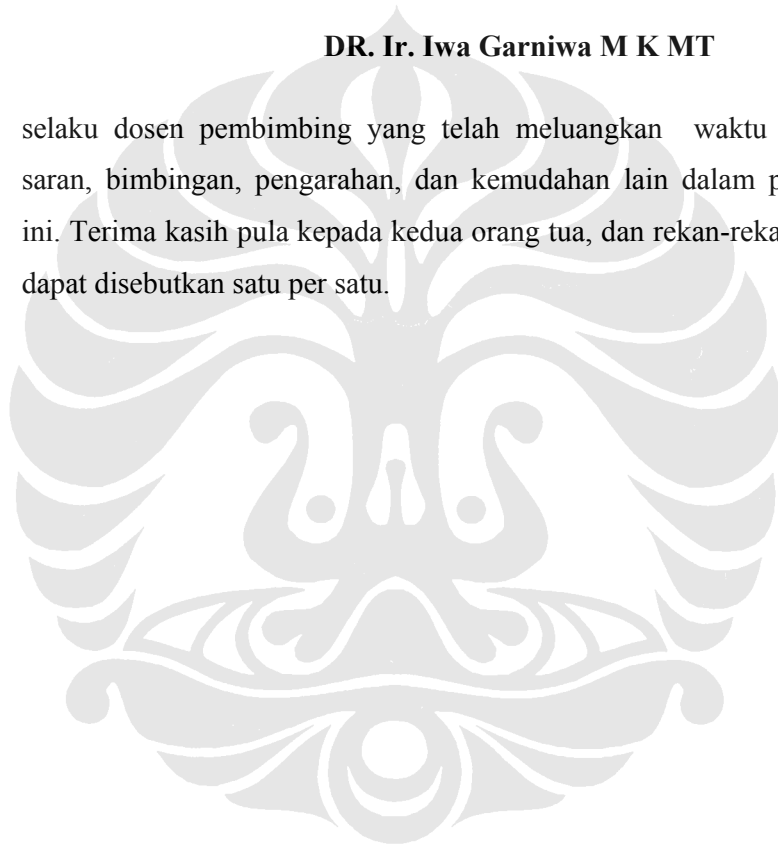 DR. Ir. Iwa Garniwa M K MT
selaku dosen pembimbing yang telah meluangkan waktu
saran, bimbingan, pengarahan, dan kemudahan lain dalam p
ini. Terima kasih pula kepada kedua orang tua, dan rekan-reka
dapat disebutkan satu per satu.